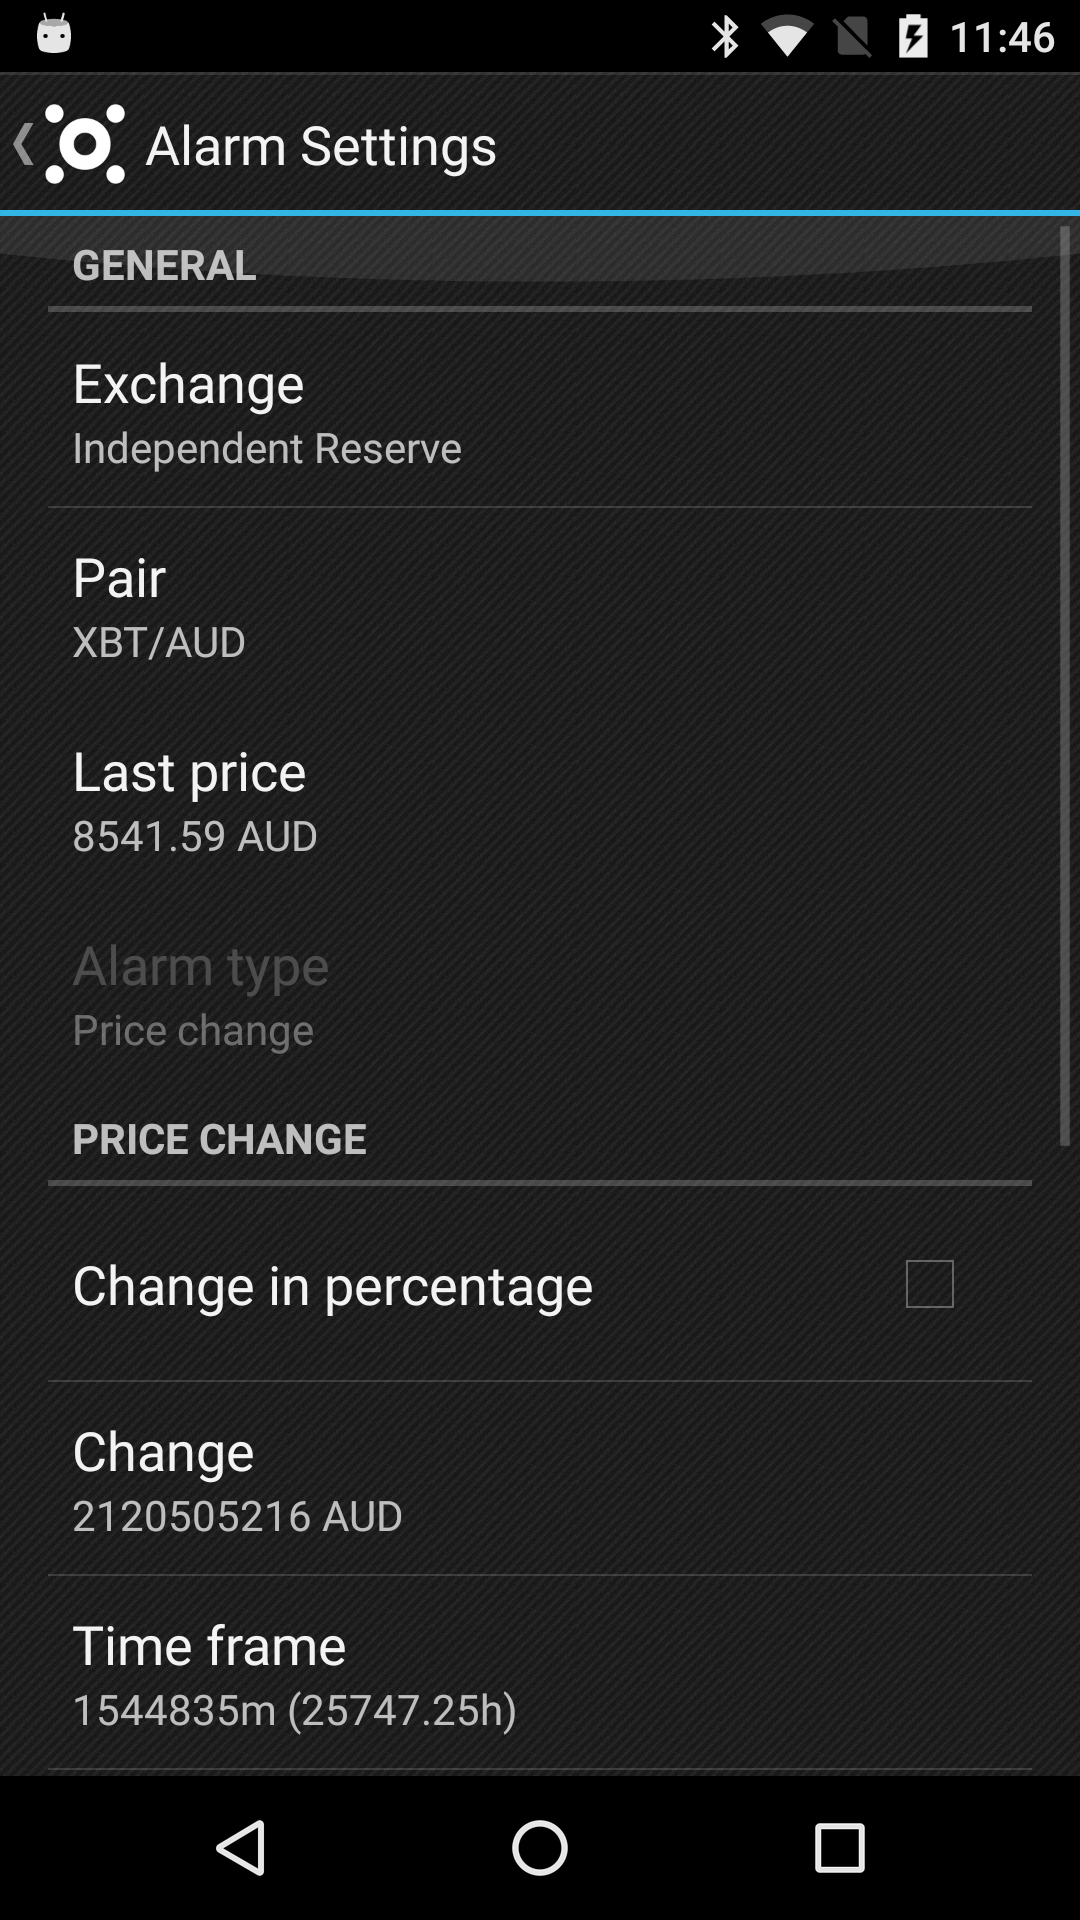 11:46
Alarm Settings
GENERAL
Exchange
Independent Reserve
Pair
XBT/AUD
Last price
8541.59 AUD
Alarm type
Price change
PRICE CHANGE
Change in percentage
Change
2120505216 AUD
Time frame
1544835m (25747.25h)